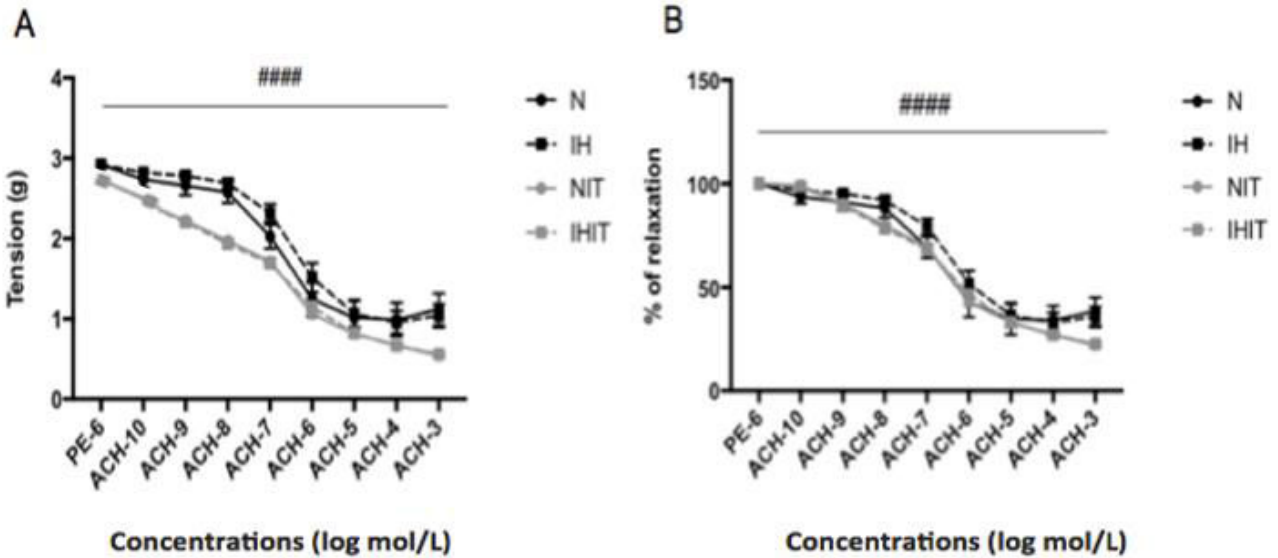 A
####
4
3
2
1
0
Tension (g)
PE-6
ACH-10
ACH-9
ACH-8
ACH-7
ACH-6
ACH-5
ACH-4
ACH-3
Concentrations (log mol/L)
N
IH
NIT
IHIT
B
####
150
100
50
0
% of relaxation
PE-6
ACH-10
ACH-9
ACH-8
ACH-7
ACH-6
ACH-5
ACH-4
ACH-3
Concentrations (log mol/L)
N
IH
NIT
IHIT